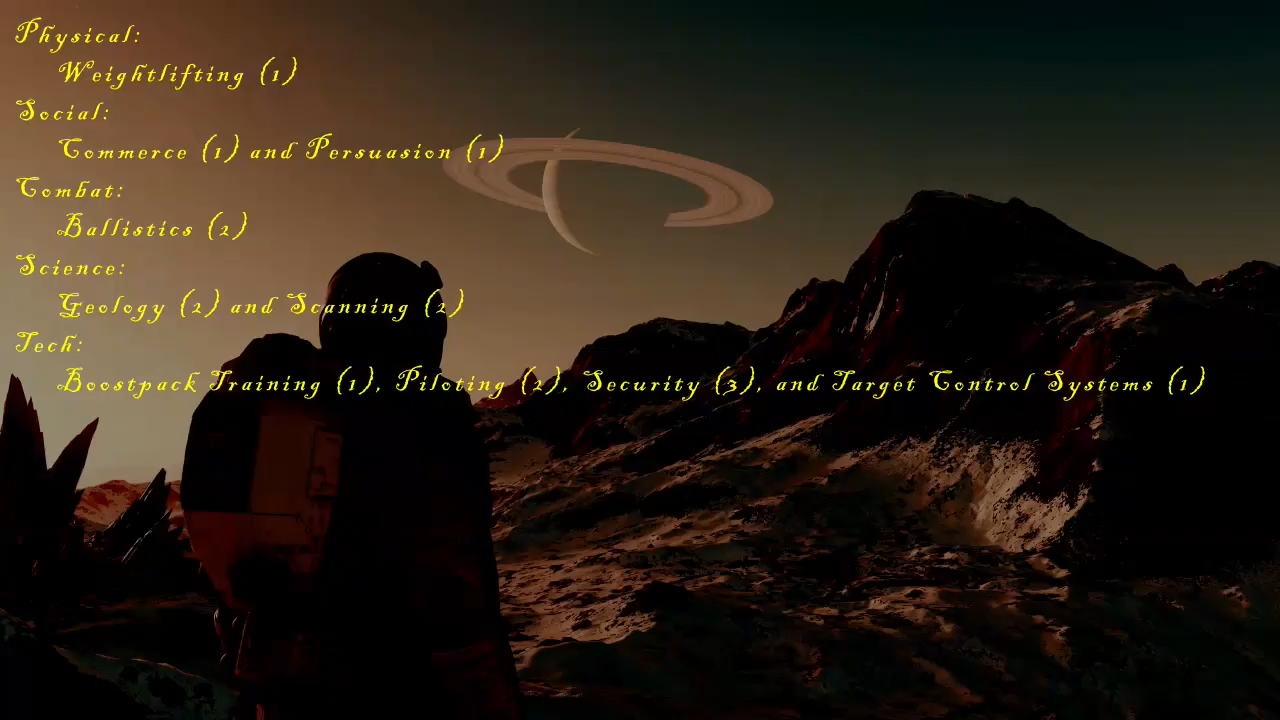 Physical:
Weightlifting (1)
Social:
Commerce (1) and Persuasion (1)
Combat:
Ballistics (2)
Science:
Geology (2) and Scanning (2)
Tech:
Boostpack Training (1), Piloting (2), Security (3), and Target Control Systems (1)